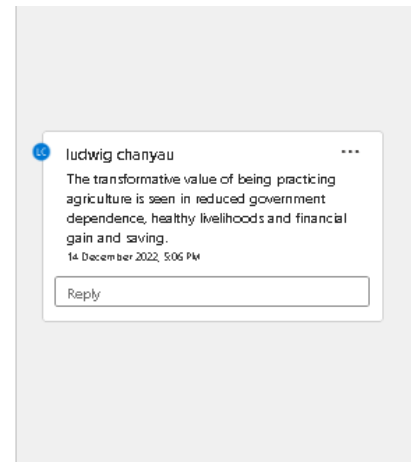 LC
ludwig chanyau
The transformative value of being practicing
agriculture is seen in reduced government
dependence, healthy livelihoods and financial
gain and saving.
14 December 2022, 5:06 PM
Reply